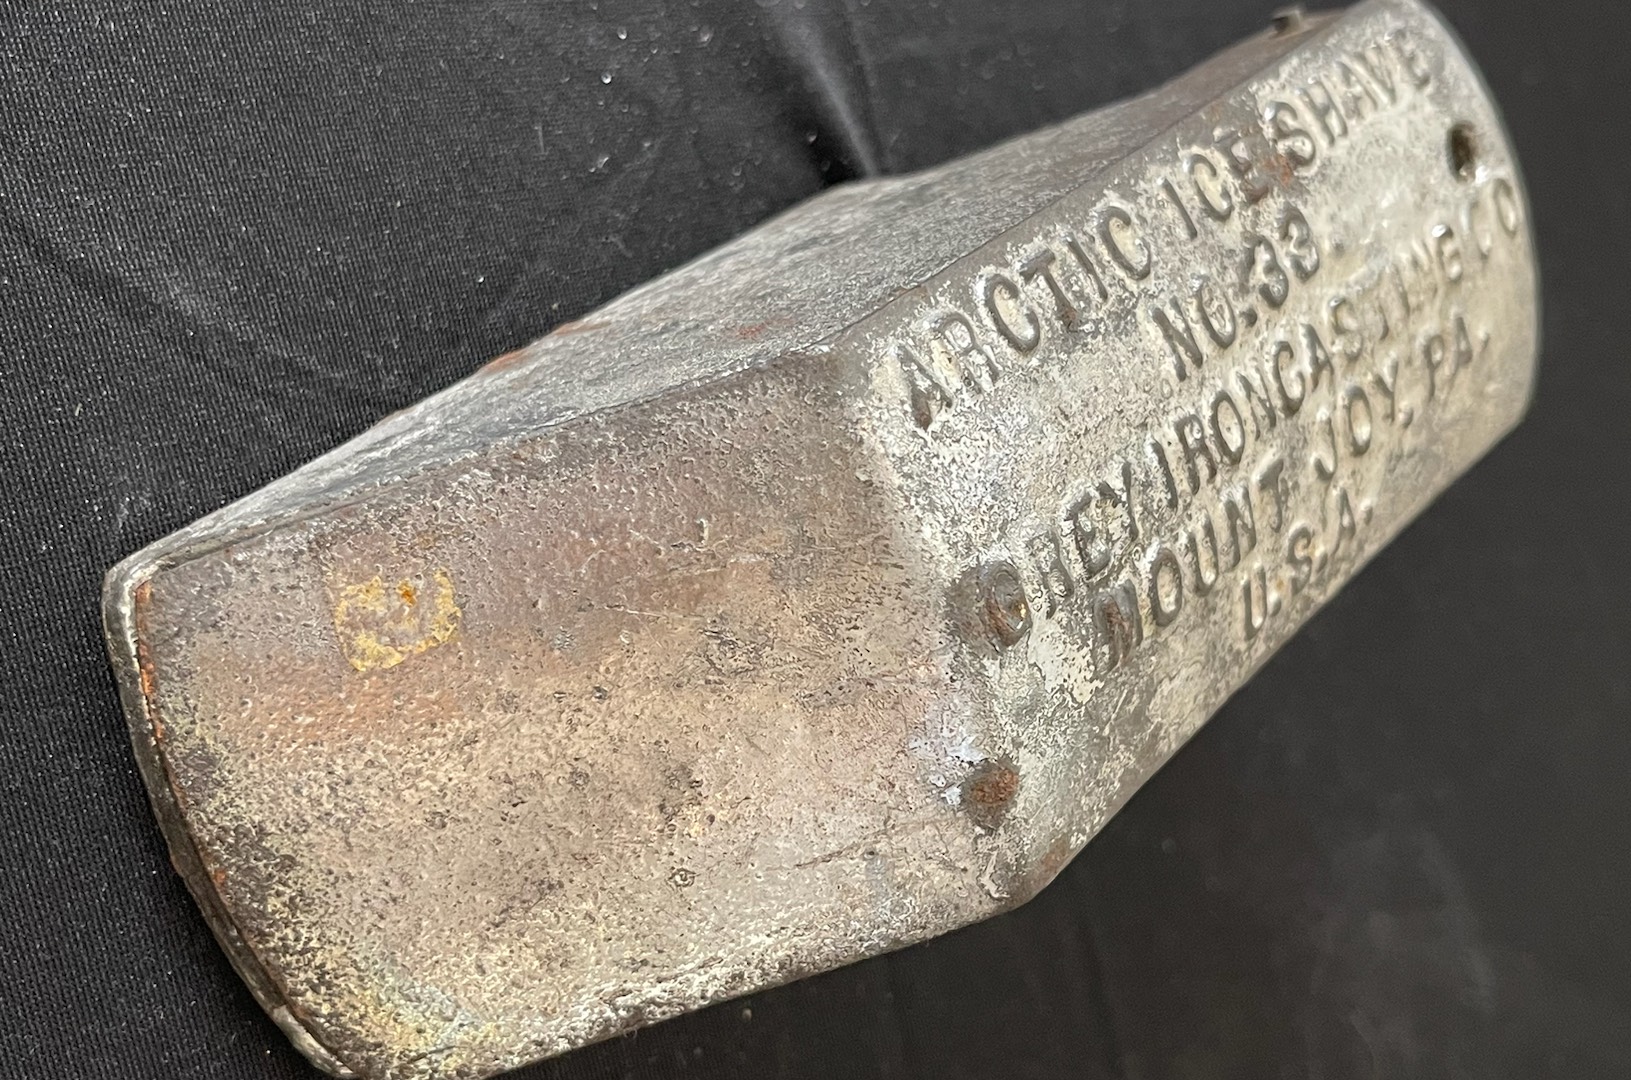 ARCTIC ICE SHAVE
NO. 33
GREY IRON CASTING CO
MOUNT JOY, PA.
U.S.A.